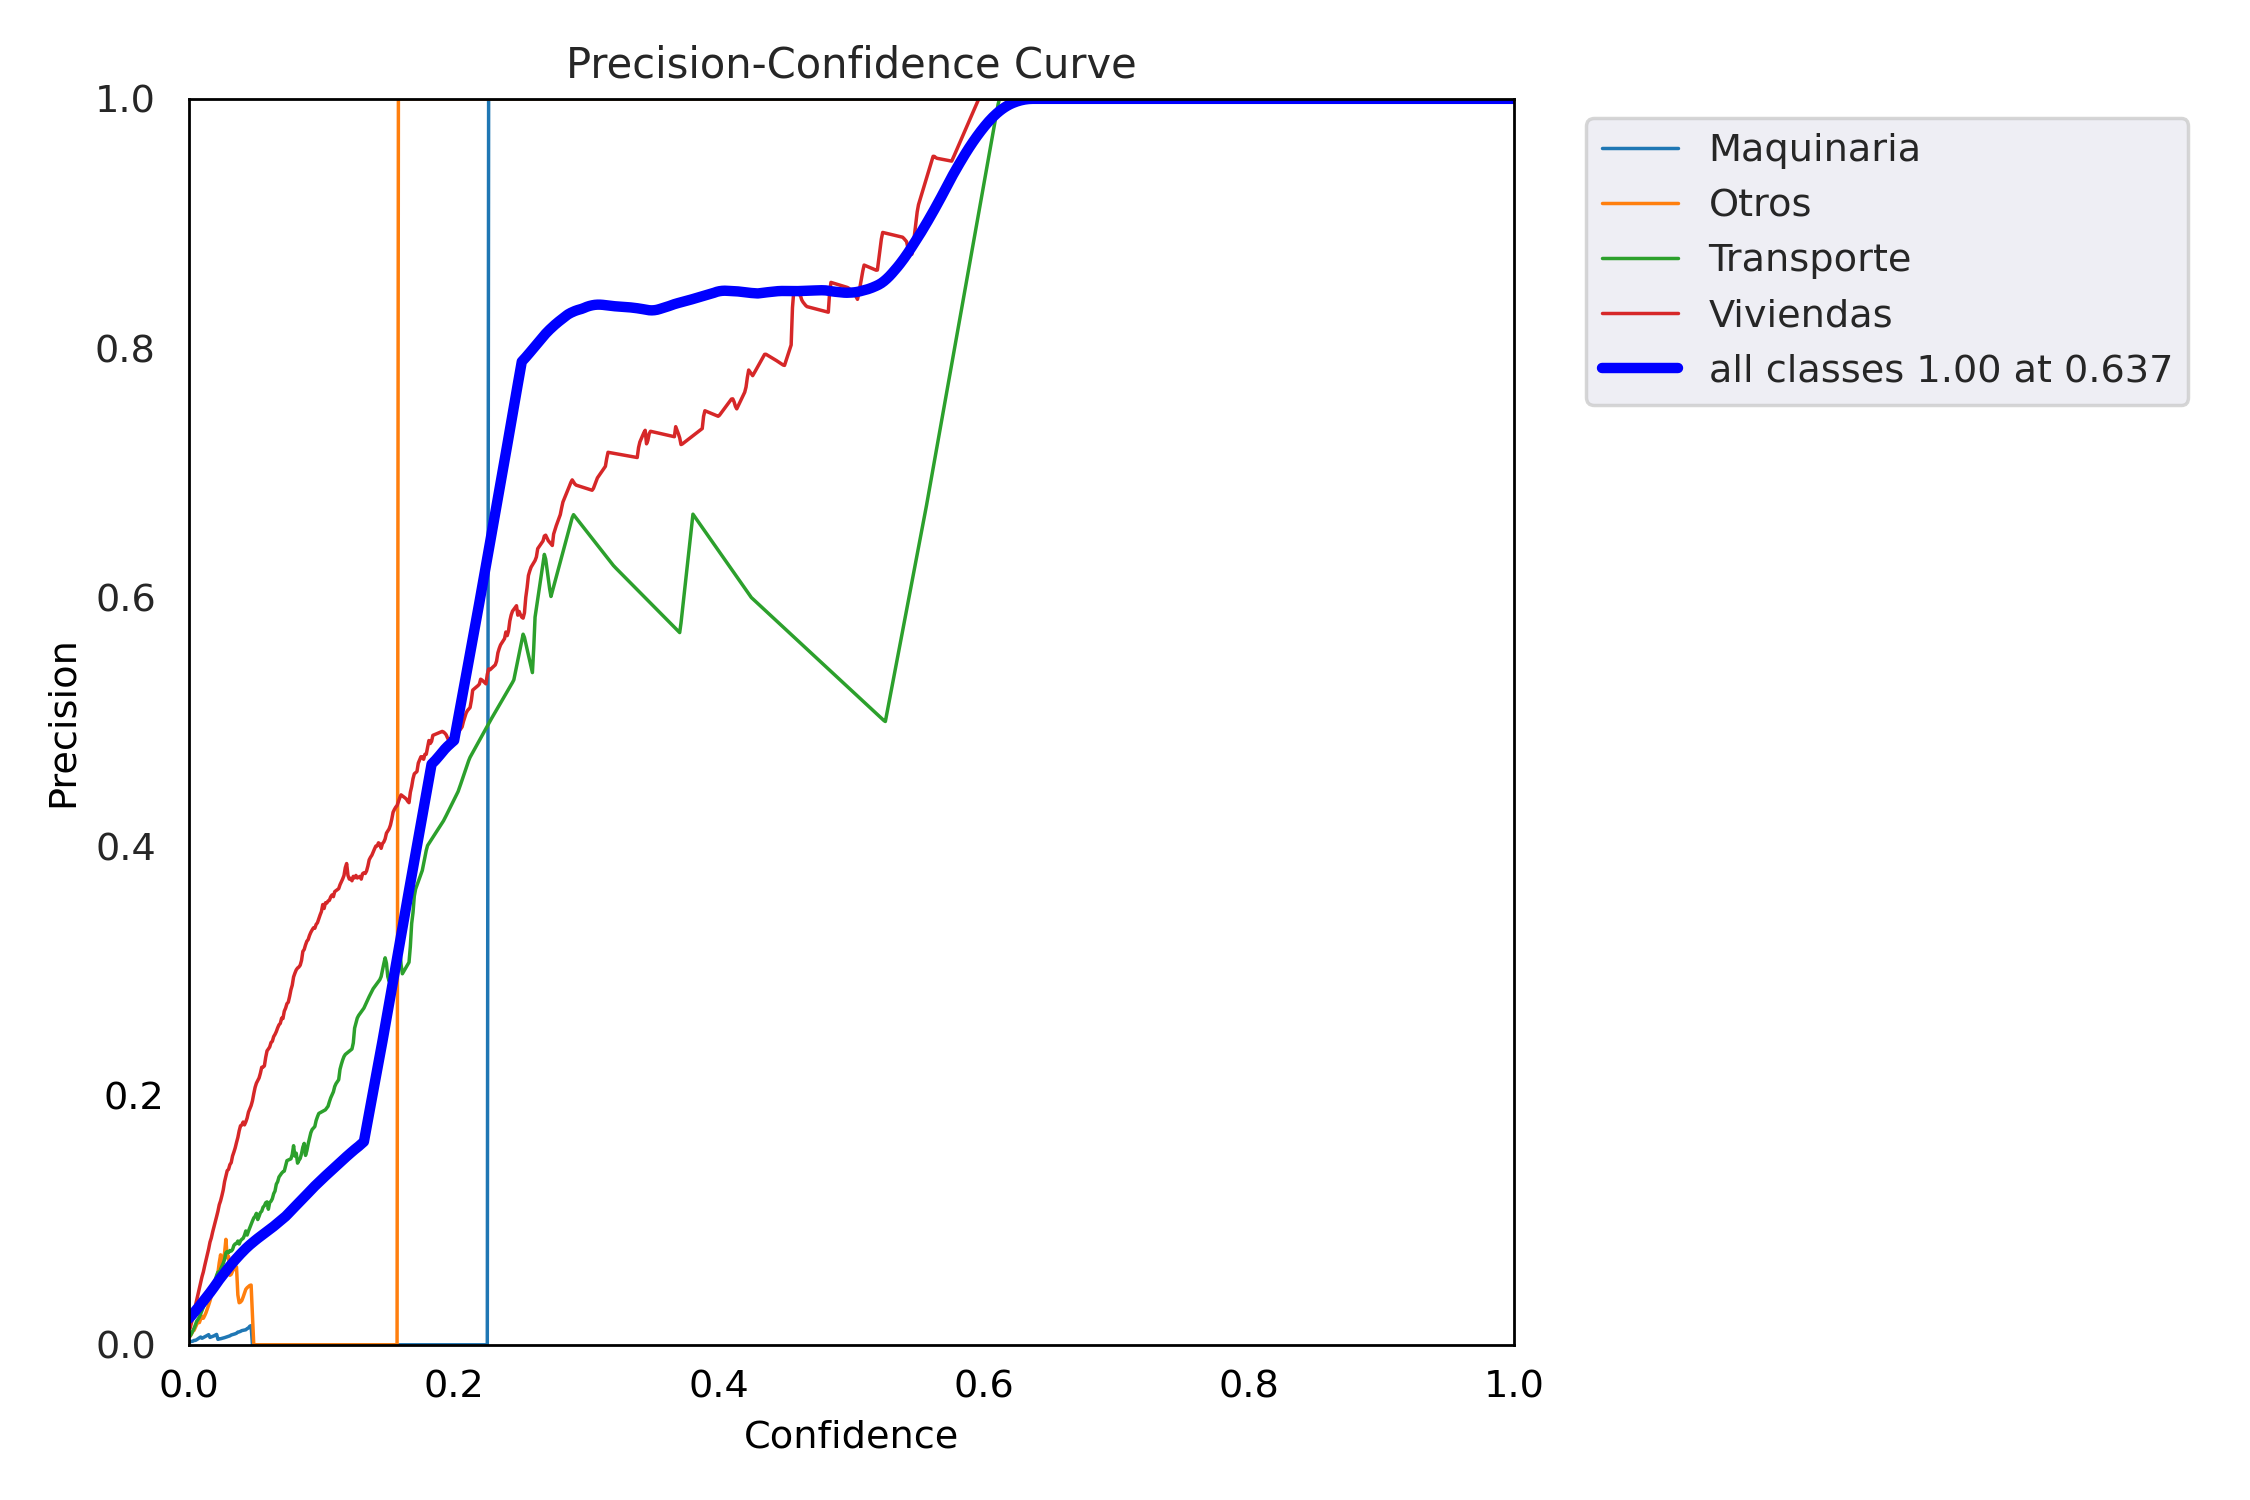 Precision-Confidence Curve
1.0
0.8
0.6
0.4
0.2
0.0
Precision
0.0 0.2 0.4 0.6 0.8 1.0
Confidence
Maquinaria
Otros
Transporte
Viviendas
all classes 1.00 at 0.637